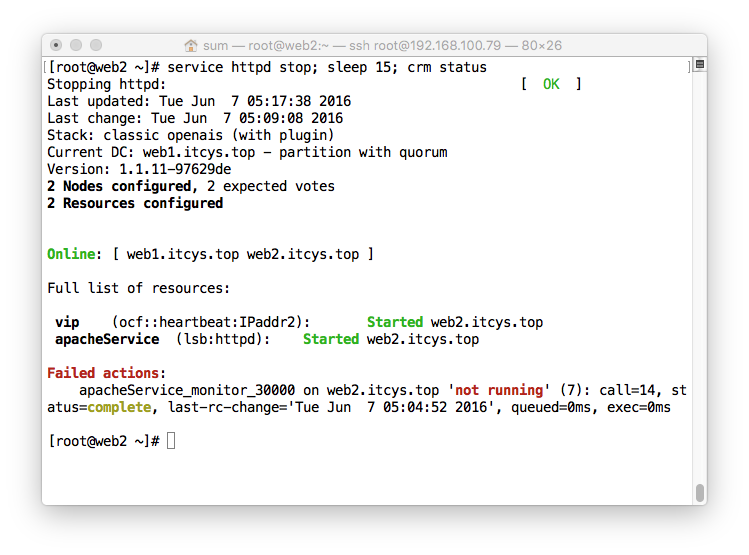 sum — root@web2:~ — ssh root@192.168.100.79 — 80×26
[[root@web2 ~]# service httpd stop; sleep 15; crm status ]
Stopping httpd: [ OK ]
Last updated: Tue Jun 7 05:17:38 2016
Last change: Tue Jun 7 05:09:08 2016
Stack: classic openais (with plugin)
Current DC: web1.itcys.top - partition with quorum
Version: 1.1.11-97629de
2 Nodes configured, 2 expected votes
2 Resources configured
Online: [ web1.itcys.top web2.itcys.top ]
Full list of resources:
vip (ocf::heartbeat:IPaddr2): Started web2.itcys.top
apacheService (lsb:httpd): Started web2.itcys.top
Failed actions:
apacheService_monitor_30000 on web2.itcys.top 'not running' (7): call=14, st
atus=complete, last-rc-change='Tue Jun 7 05:04:52 2016', queued=0ms, exec=0ms
[root@web2 ~]#